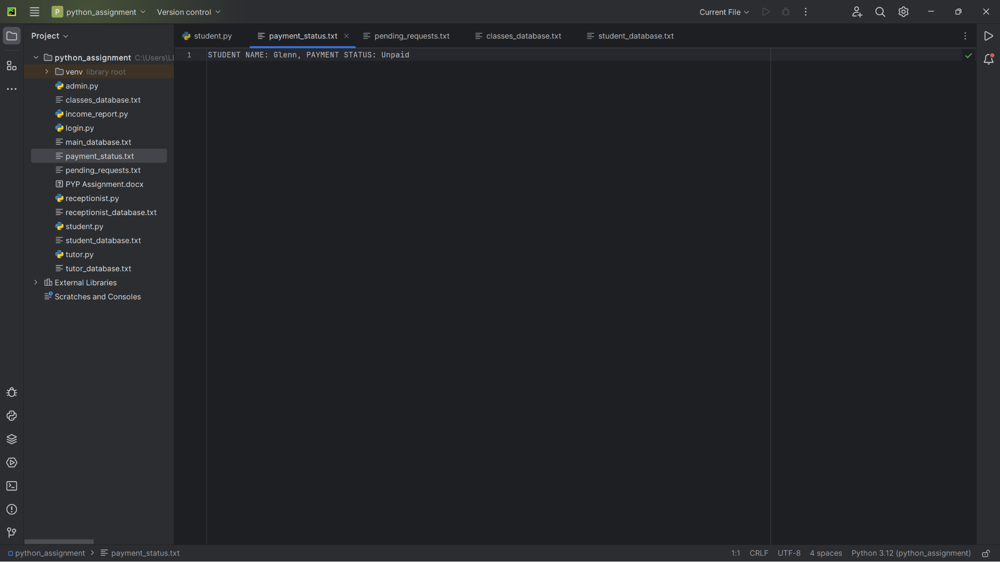 PC P python_assignment Version control Current File
Project student.py payment_status.txt pending_requests.txt classes_database.txt student_database.txt
python_assignment C:\Users\
1 STUDENT NAME: Glenn, PAYMENT STATUS: Unpaid
venv library root
admin.py
classes_database.txt
income_report.py
login.py
main_database.txt
payment_status.txt
pending_requests.txt
PYP Assignment.docx
receptionist.py
receptionist_database.txt
student.py
student_database.txt
tutor.py
tutor_database.txt
External Libraries
Scratches and Consoles
python_assignment payment_status.txt 1:1 CRLF UTF-8 4 spaces Python 3.12 (python_assignment)